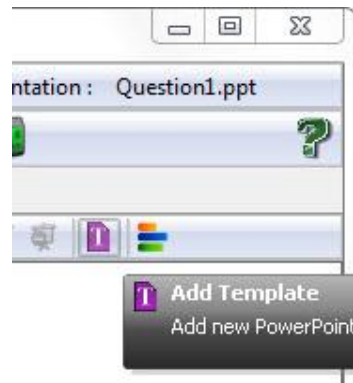 ntation : Question1.ppt
?
T
T Add Template
Add new PowerPoint